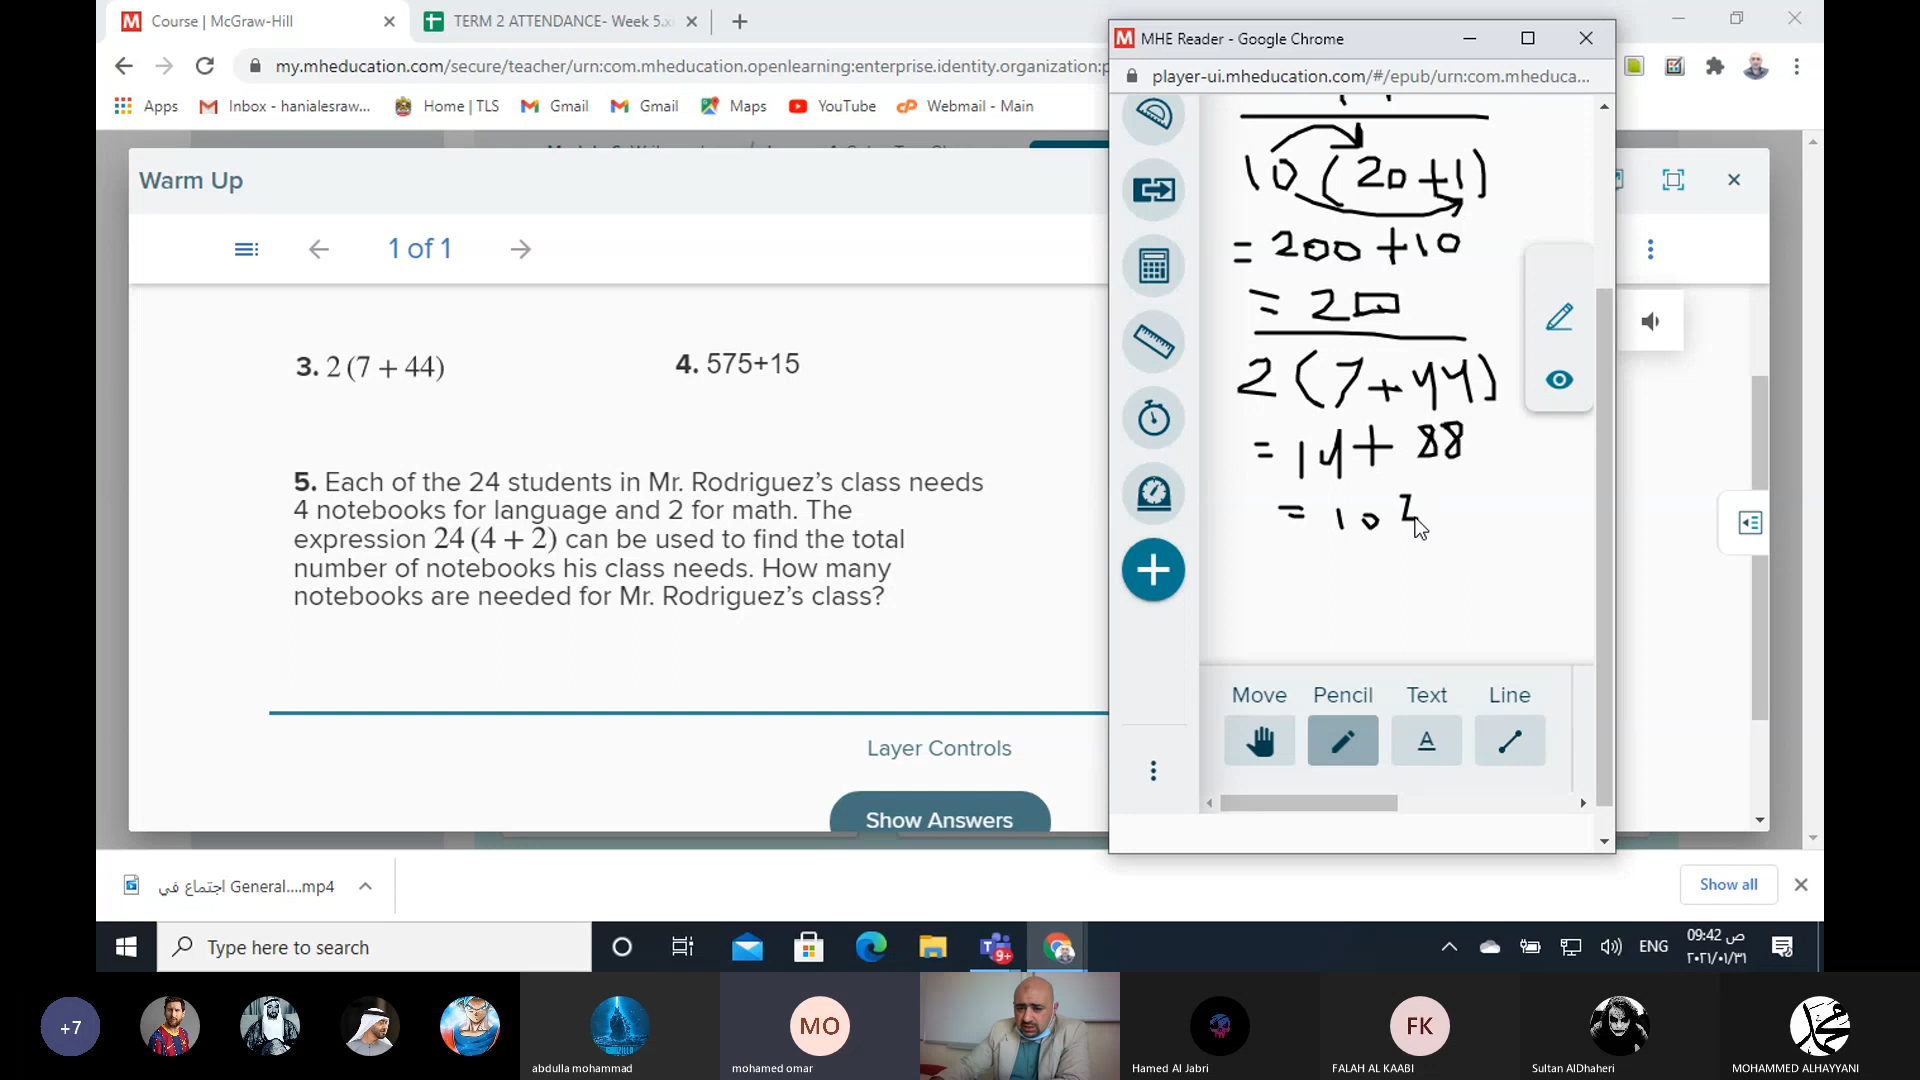 Course | McGraw-Hill
TERM 2 ATTENDANCE- Week 5.x
MHE Reader - Google Chrome
my.mheducation.com/secure/teacher/urn:com.mheducation.openlearning:enterprise.identity.organization:p
player-ui.mheducation.com/#/epub/urn:com.mheduca...
Apps
Inbox - hanialesraw...
Home | TLS
Gmail
Gmail
Maps
YouTube
Webmail - Main
Warm Up
1 of 1
3. 2 (7 + 44)
4. 575+15
5. Each of the 24 students in Mr. Rodriguez’s class needs
4 notebooks for language and 2 for math. The
expression 24 (4 + 2) can be used to find the total
number of notebooks his class needs. How many
notebooks are needed for Mr. Rodriguez’s class?
Layer Controls
Show Answers
10 (20 +1)
= 200 +10
2 (7+44)
= 14 + 88
Move
Pencil
Text
Line
اجتماع في General....mp4
Show all
Type here to search
9+
ENG
09:42 ص
٢٠٢١/٠١/٣١
+7
MO
FK
abdulla mohammad
mohamed omar
Hamed Al Jabri
FALAH AL KAABI
Sultan AlDhaheri
MOHAMMED ALHAYYANI